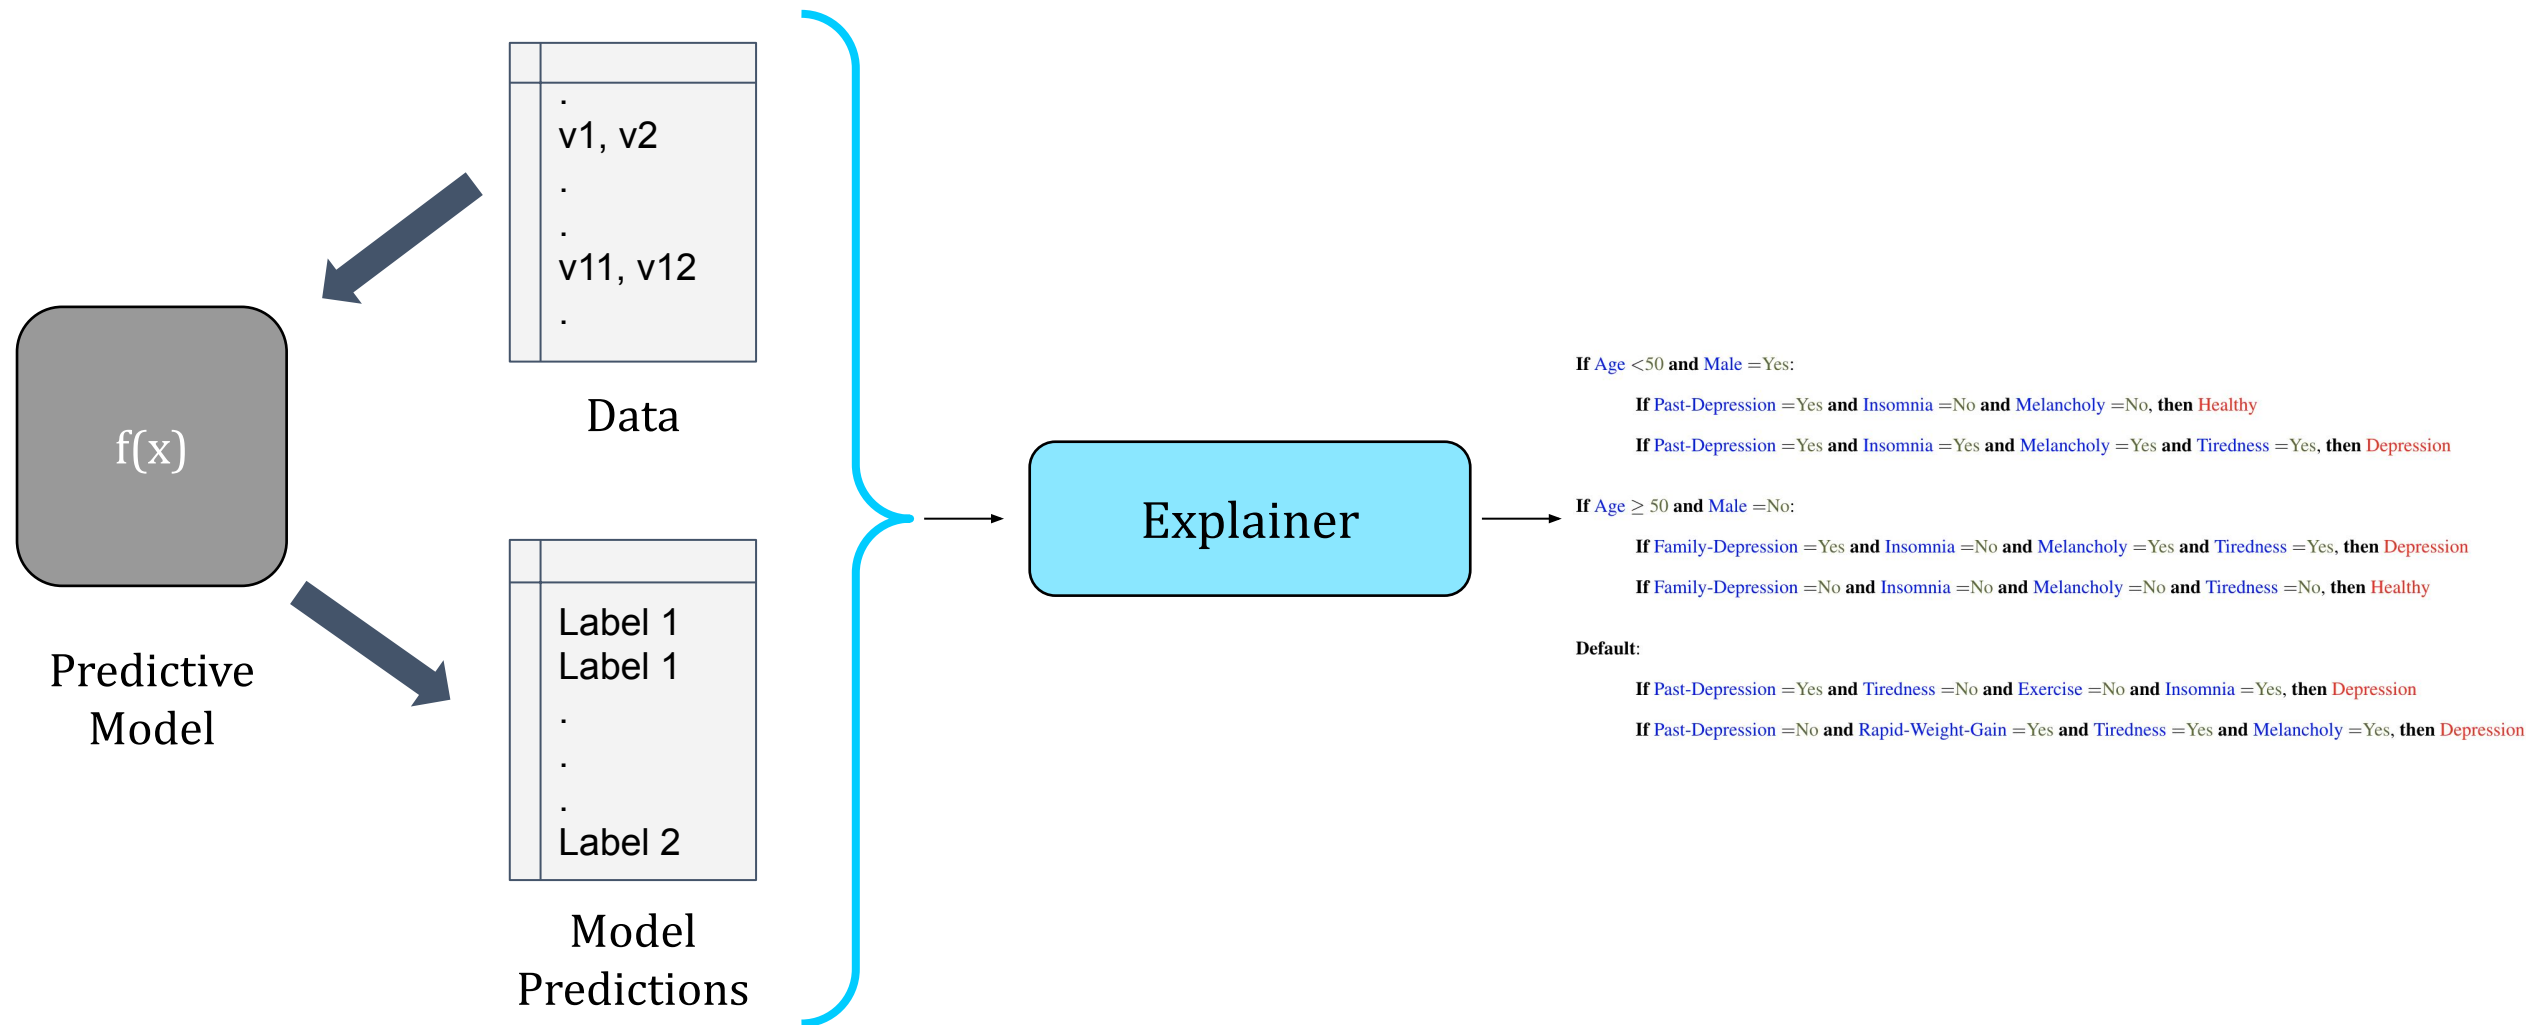 .
v1, v2
.
.
v11, v12
.
Data
f(x)
Predictive
Model
Label 1
Label 1
.
.
.
Label 2
Model
Predictions
Explainer
If Age <50 and Male =Yes:
If Past-Depression =Yes and Insomnia =No and Melancholy =No, then Healthy
If Past-Depression =Yes and Insomnia =Yes and Melancholy =Yes and Tiredness =Yes, then Depression
If Age ≥ 50 and Male =No:
If Family-Depression =Yes and Insomnia =No and Melancholy =Yes and Tiredness =Yes, then Depression
If Family-Depression =No and Insomnia =No and Melancholy =No and Tiredness =No, then Healthy
Default:
If Past-Depression =Yes and Tiredness =No and Exercise =No and Insomnia =Yes, then Depression
If Past-Depression =No and Rapid-Weight-Gain =Yes and Tiredness =Yes and Melancholy =Yes, then Depression